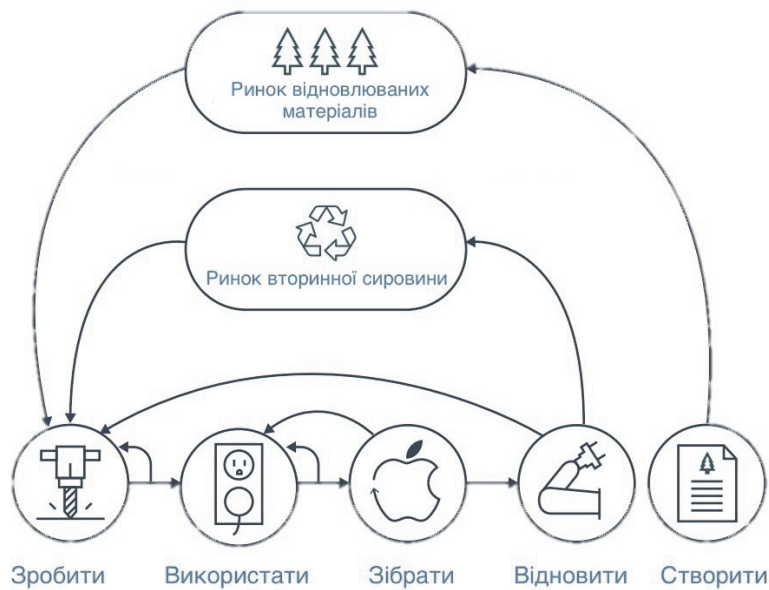 Ринок відновлюваних
матеріалів
Ринок вторинної сировини
Зробити
Використати
Зібрати
Відновити
Створити